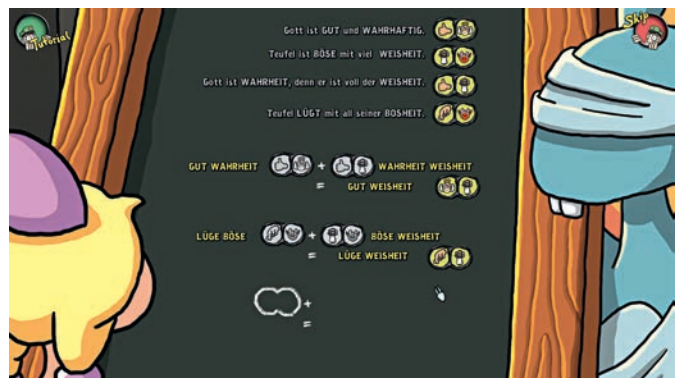 Tutorial
Skip
Gott ist GUT und WAHRHAFTIG.
Teufel ist BÖSE mit viel WEISHEIT.
Gott ist WAHRHEIT, denn er ist voll der WEISHEIT.
Teufel LÜGT mit all seiner BOSHEIT.
GUT WAHRHEIT + WAHRHEIT WEISHEIT
= GUT WEISHEIT
LÜGE BÖSE + BÖSE WEISHEIT
= LÜGE WEISHEIT
+
=